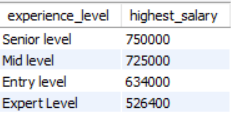 experience_level highest_salary
Senior level 750000
Mid level 725000
Entry level 634000
Expert Level 526400